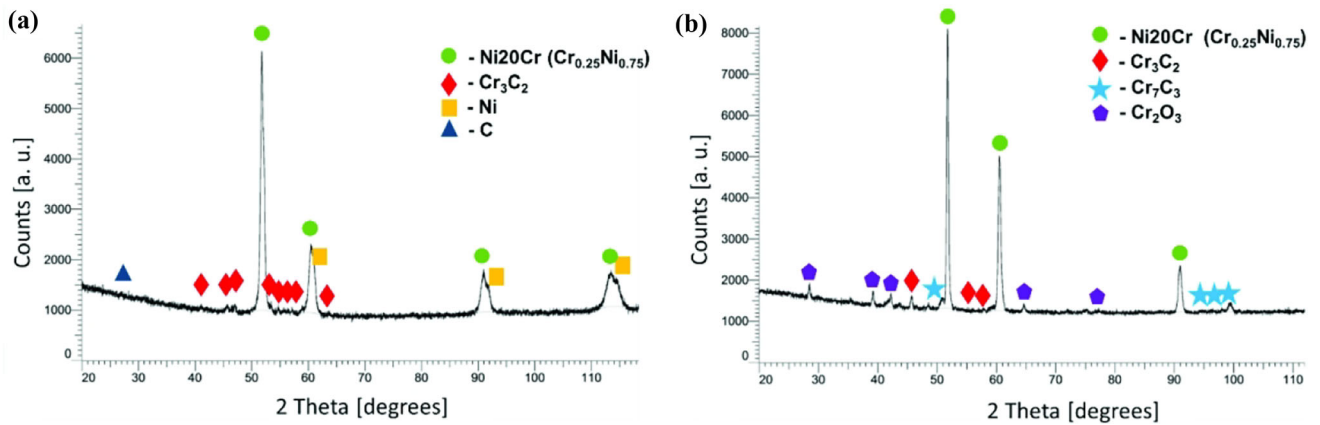 (a)
- Ni20Cr (Cr₀.₂₅Ni₀.₇₅)
- Cr₃C₂
- Ni
- C
Counts [a. u.]
6000
5000
4000
3000
2000
1000
0
20 30 40 50 60 70 80 90 100 110
2 Theta [degrees]
(b)
- Ni20Cr (Cr₀.₂₅Ni₀.₇₅)
- Cr₃C₂
- Cr₇C₃
- Cr₂O₃
Counts [a. u.]
8000
7000
6000
5000
4000
3000
2000
1000
0
20 30 40 50 60 70 80 90 100 110
2 Theta [degrees]